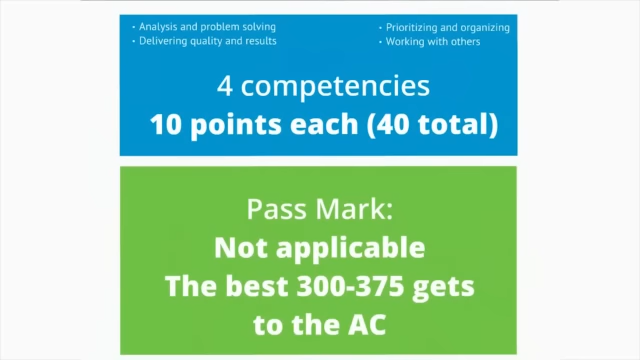 · Analysis and problem solving
· Delivering quality and results
· Prioritizing and organizing
· Working with others
4 competencies
10 points each (40 total)
Pass Mark:
Not applicable
The best 300-375 gets
to the AC